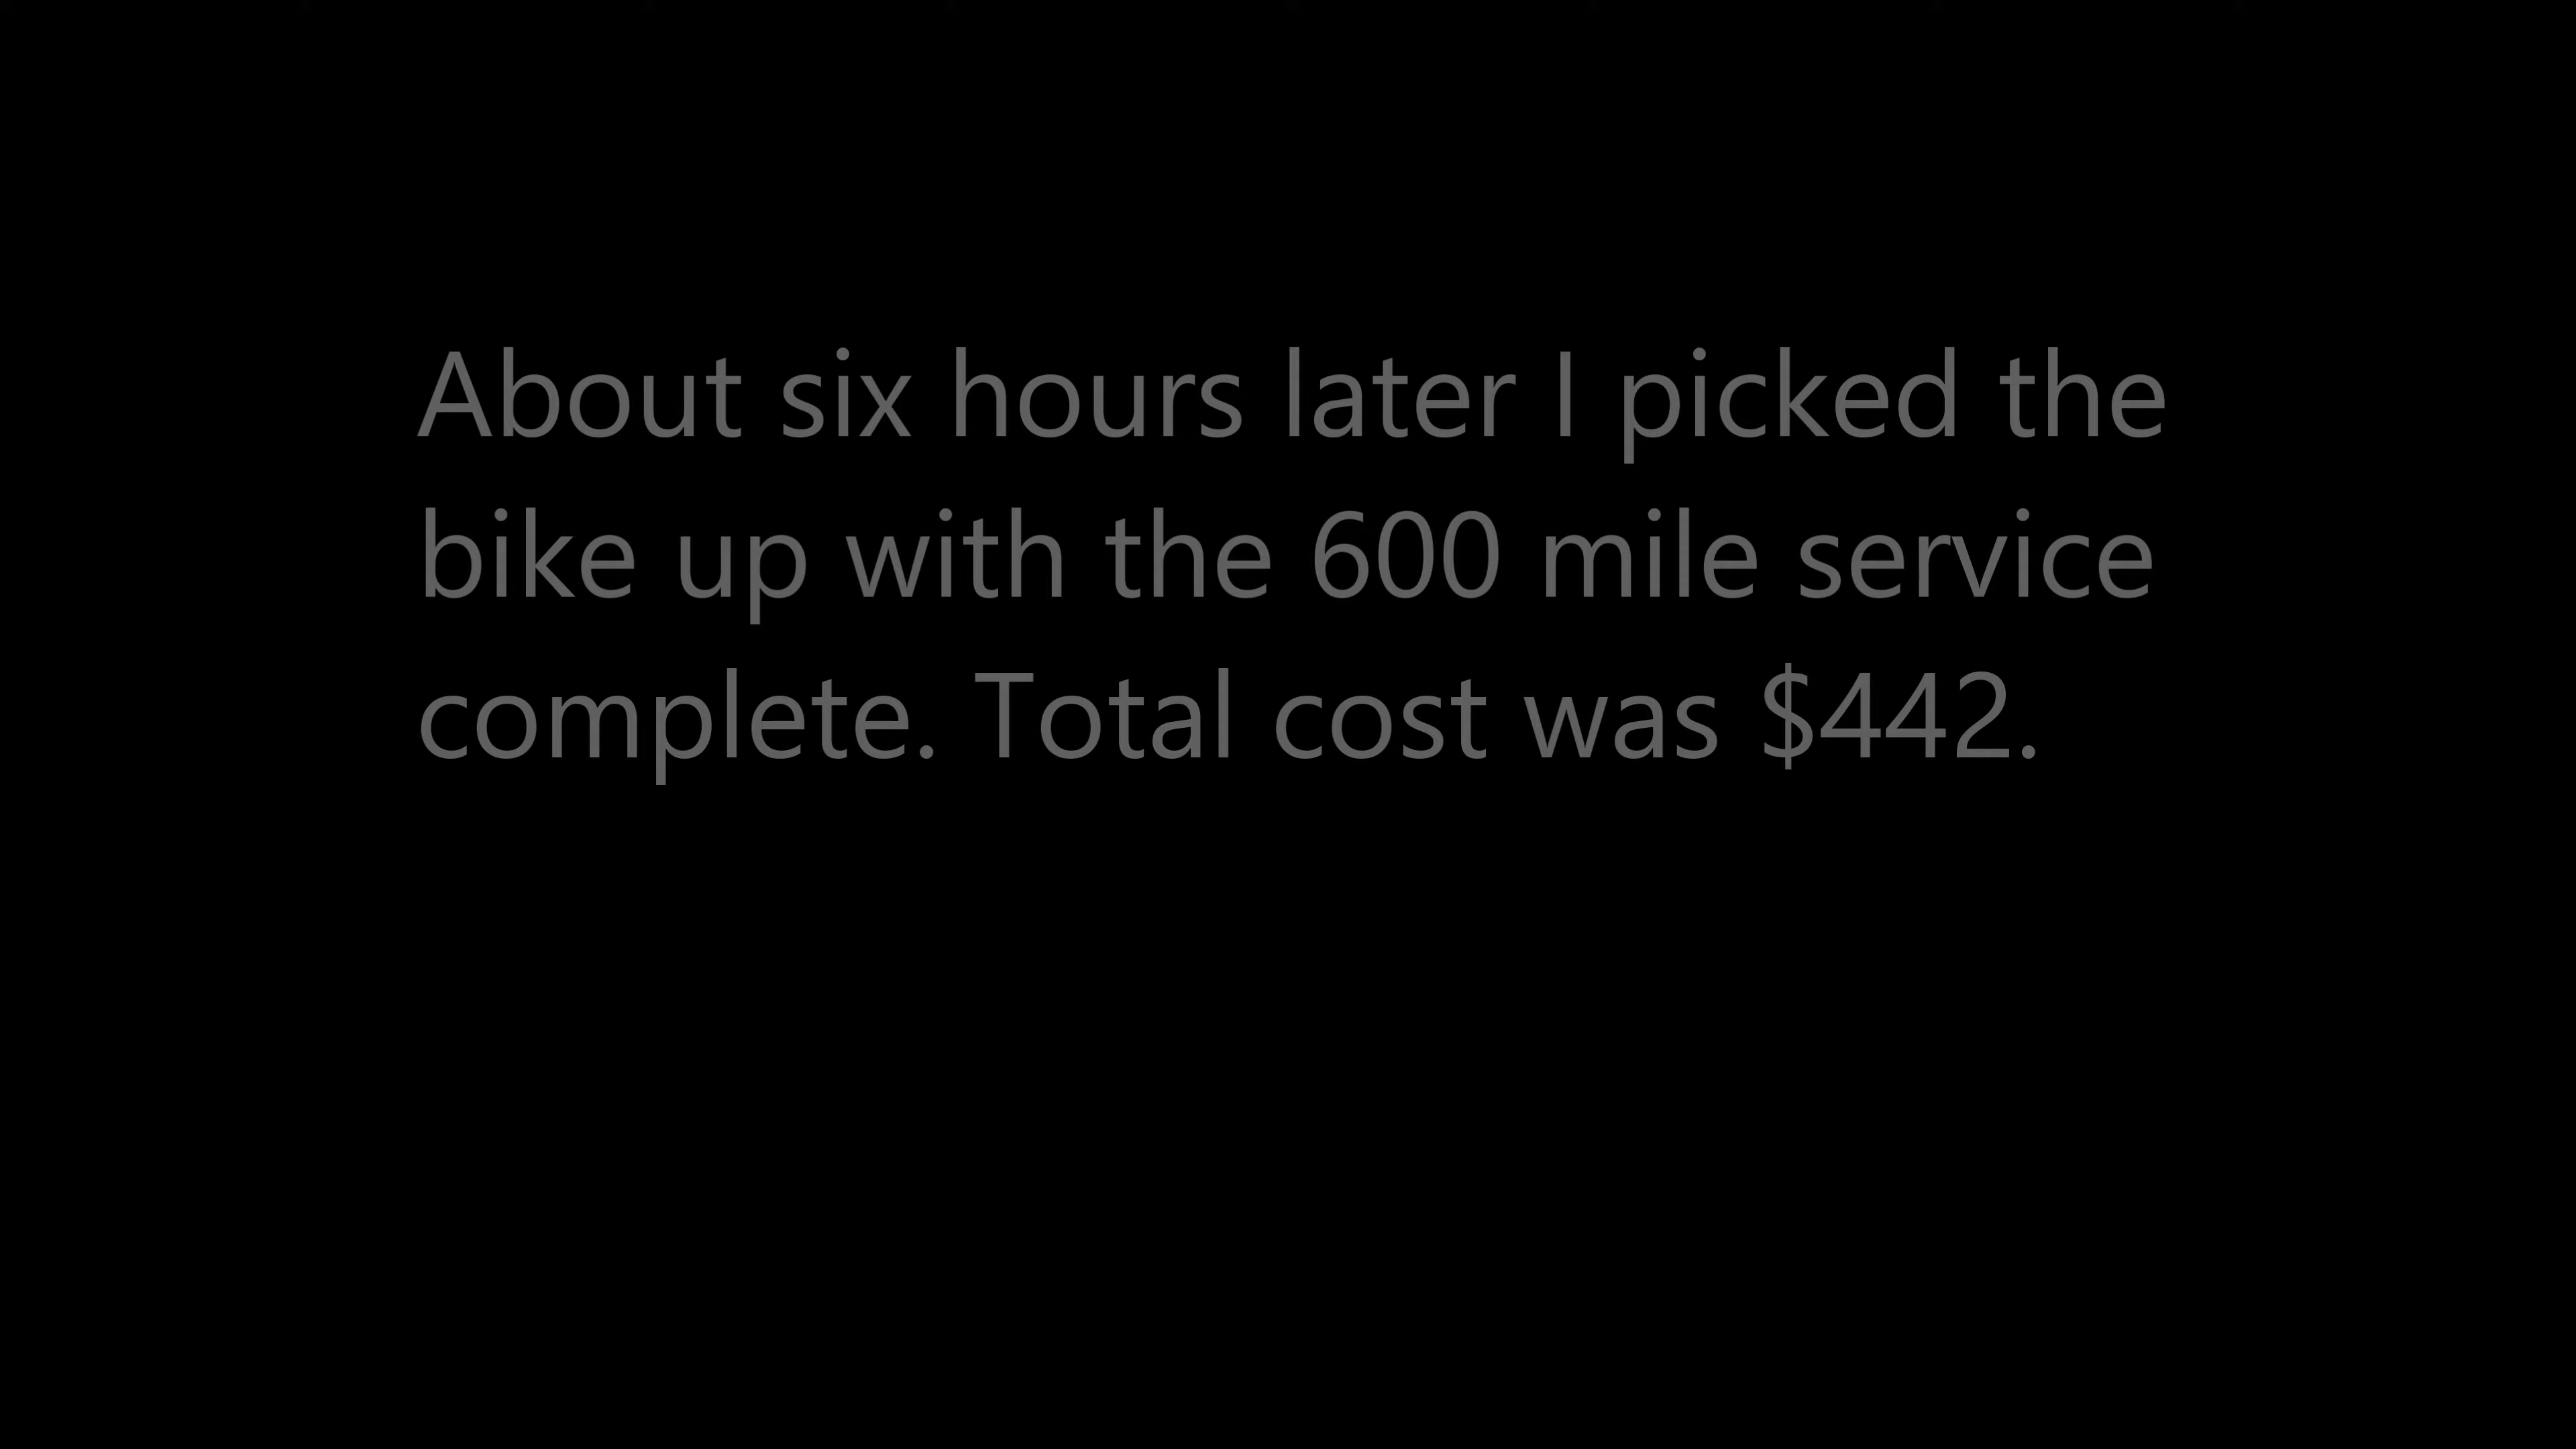 About six hours later I picked the
bike up with the 600 mile service
complete. Total cost was $442.